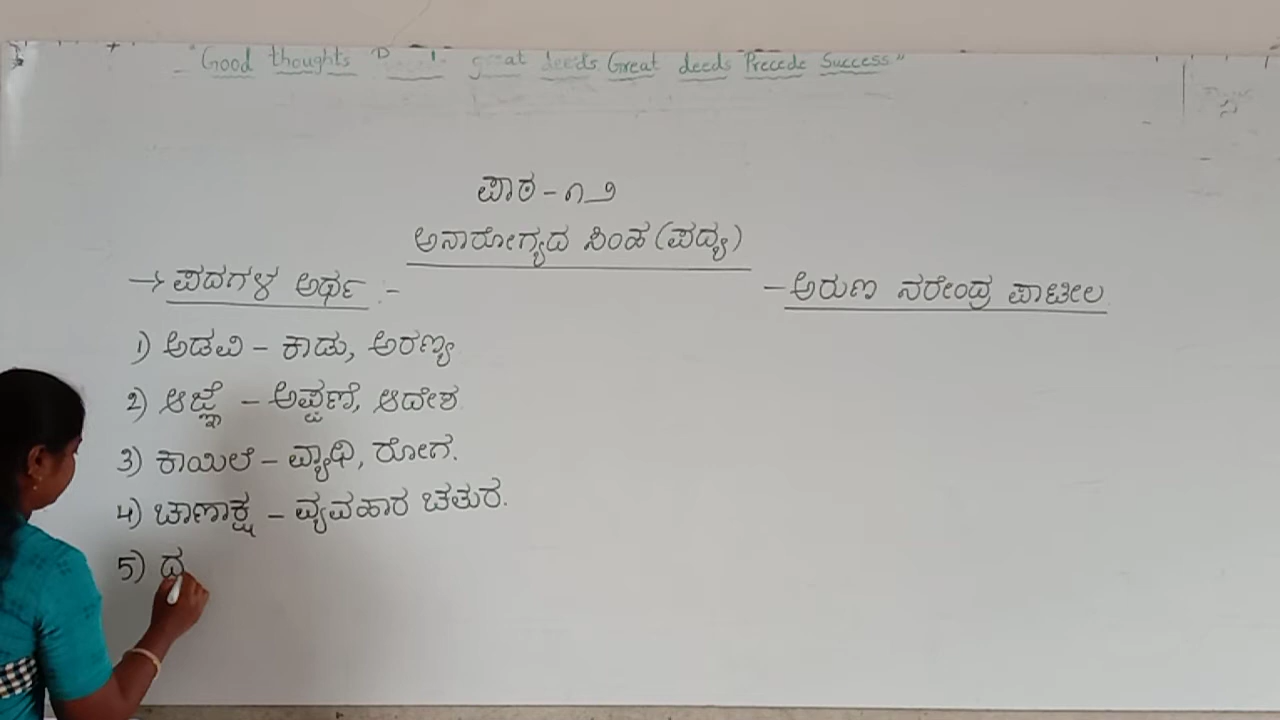 "Good thoughts great deeds Great deeds Precede Success"
ಪಾಠ - ೧೨
ಅನಾರೋಗ್ಯದ ಸಿಂಹ (ಪದ್ಯ)
→ ಪದಗಳ ಅರ್ಥ :-
- ಅರುಣ ನರೇಂದ್ರ ಪಾಟೀಲ
1) ಅಡವಿ - ಕಾಡು, ಅರಣ್ಯ
2) ಆಜ್ಞೆ - ಅಪ್ಪಣೆ, ಆದೇಶ
3) ಕಾಯಿಲೆ - ವ್ಯಾಧಿ, ರೋಗ.
4) ಚಾಣಾಕ್ಷ - ವ್ಯವಹಾರ ಚತುರ.
5) ದ